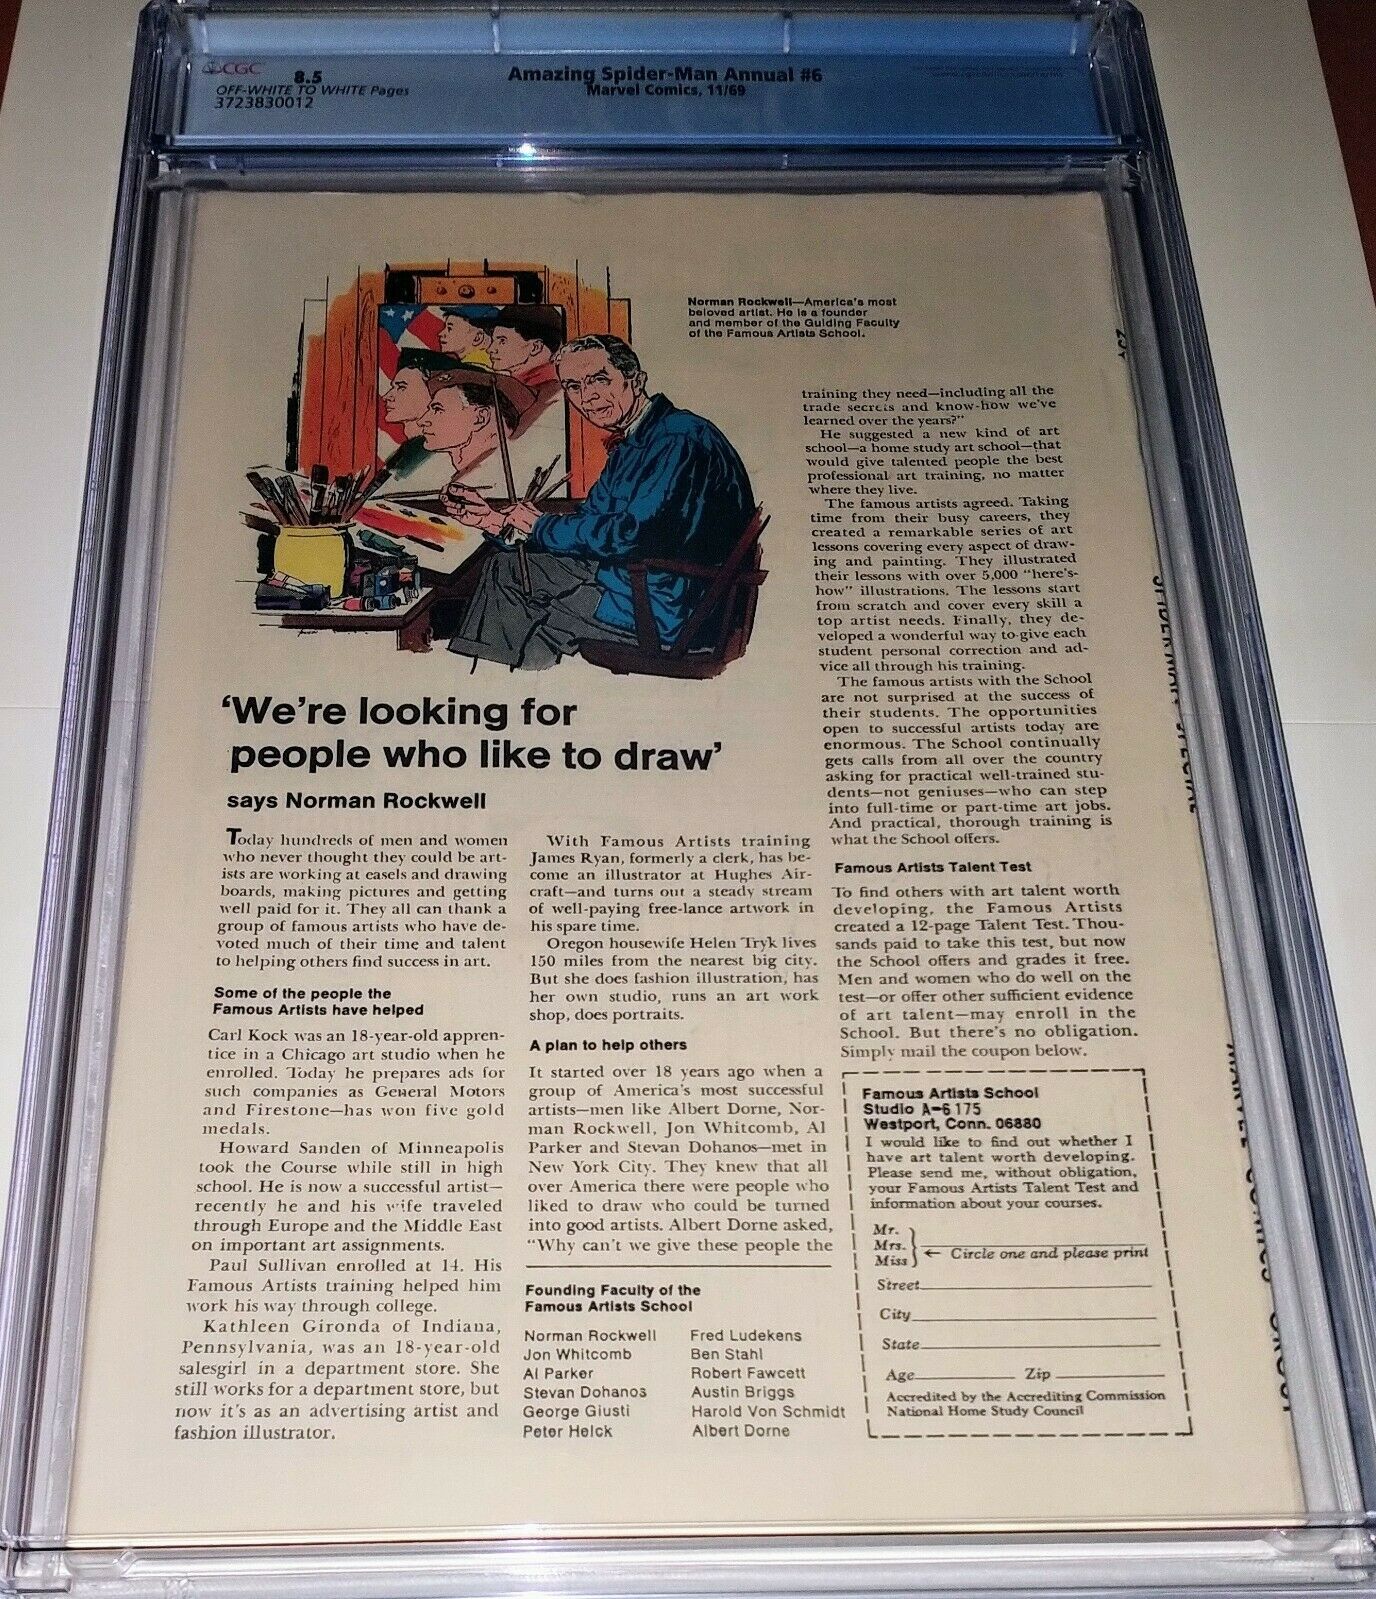 CGC
8.5
OFF-WHITE TO WHITE Pages
3723830012
Amazing Spider-Man Annual #6
Marvel Comics, 11/69
Norman Rockwell—America's most
beloved artist. He is a founder
and member of the Guiding Faculty
of the Famous Artists School.
'We're looking for
people who like to draw'
says Norman Rockwell
Today hundreds of men and women
who never thought they could be art-
ists are working at easels and drawing
boards, making pictures and getting
well paid for it. They all can thank a
group of famous artists who have de-
voted much of their time and talent
to helping others find success in art.
Some of the people the
Famous Artists have helped
Carl Kock was an 18-year-old appren-
tice in a Chicago art studio when he
enrolled. Today he prepares ads for
such companies as General Motors
and Firestone—has won five gold
medals.
Howard Sanden of Minneapolis
took the Course while still in high
school. He is now a successful artist—
recently he and his wife traveled
through Europe and the Middle East
on important art assignments.
Paul Sullivan enrolled at 14. His
Famous Artists training helped him
work his way through college.
Kathleen Gironda of Indiana,
Pennsylvania, was an 18-year-old
salesgirl in a department store. She
still works for a department store, but
now it's as an advertising artist and
fashion illustrator.
With Famous Artists training
James Ryan, formerly a clerk, has be-
come an illustrator at Hughes Air-
craft—and turns out a steady stream
of well-paying free-lance artwork in
his spare time.
Oregon housewife Helen Tryk lives
150 miles from the nearest big city.
But she does fashion illustration, has
her own studio, runs an art work
shop, does portraits.
A plan to help others
It started over 18 years ago when a
group of America's most successful
artists—men like Albert Dorne, Nor-
man Rockwell, Jon Whitcomb, Al
Parker and Stevan Dohanos—met in
New York City. They knew that all
over America there were people who
liked to draw who could be turned
into good artists. Albert Dorne asked,
"Why can't we give these people the
Founding Faculty of the
Famous Artists School
Norman Rockwell
Jon Whitcomb
Al Parker
Stevan Dohanos
George Giusti
Peter Helck
Fred Ludekens
Ben Stahl
Robert Fawcett
Austin Briggs
Harold Von Schmidt
Albert Dorne
training they need—including all the
trade secrets and know-how we've
learned over the years?"
He suggested a new kind of art
school—a home study art school—that
would give talented people the best
professional art training, no matter
where they live.
The famous artists agreed. Taking
time from their busy careers, they
created a remarkable series of art
lessons covering every aspect of draw-
ing and painting. They illustrated
their lessons with over 5,000 "here's-
how" illustrations. The lessons start
from scratch and cover every skill a
top artist needs. Finally, they de-
veloped a wonderful way to give each
student personal correction and ad-
vice all through his training.
The famous artists with the School
are not surprised at the success of
their students. The opportunities
open to successful artists today are
enormous. The School continually
gets calls from all over the country
asking for practical well-trained stu-
dents—not geniuses—who can step
into full-time or part-time art jobs.
And practical, thorough training is
what the School offers.
Famous Artists Talent Test
To find others with art talent worth
developing, the Famous Artists
created a 12-page Talent Test. Thou-
sands paid to take this test, but now
the School offers and grades it free.
Men and women who do well on the
test—or offer other sufficient evidence
of art talent—may enroll in the
School. But there's no obligation.
Simply mail the coupon below.
Famous Artists School
Studio A-6175
Westport, Conn. 06880
I would like to find out whether I
have art talent worth developing.
Please send me, without obligation,
your Famous Artists Talent Test and
information about your courses.
Mr.
Mrs.
Miss
← Circle one and please print
Street
City
State
Age Zip
Accredited by the Accrediting Commission
National Home Study Council